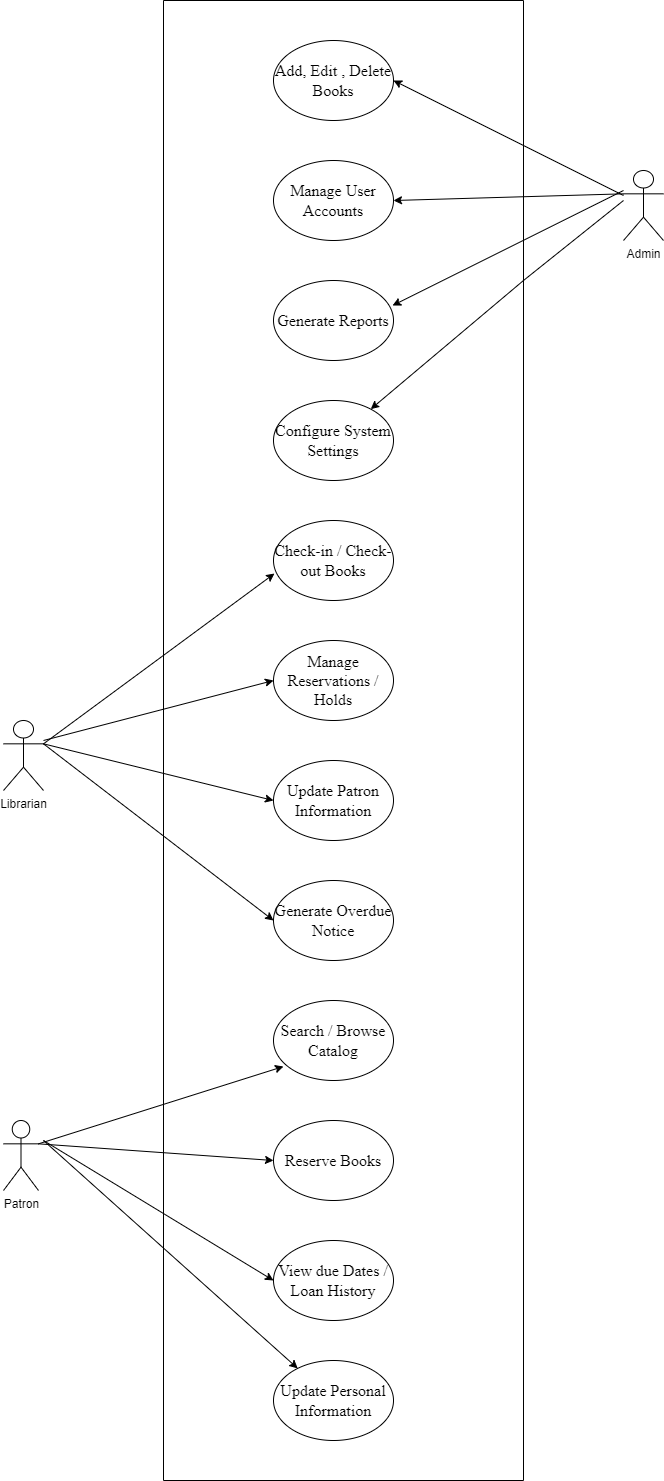 Add, Edit , Delete
Books
Manage User
Accounts
Admin
Generate Reports
Configure System
Settings
Check-in / Check-
out Books
Manage
Reservations /
Holds
Librarian
Update Patron
Information
Generate Overdue
Notice
Search / Browse
Catalog
Reserve Books
Patron
View due Dates /
Loan History
Update Personal
Information